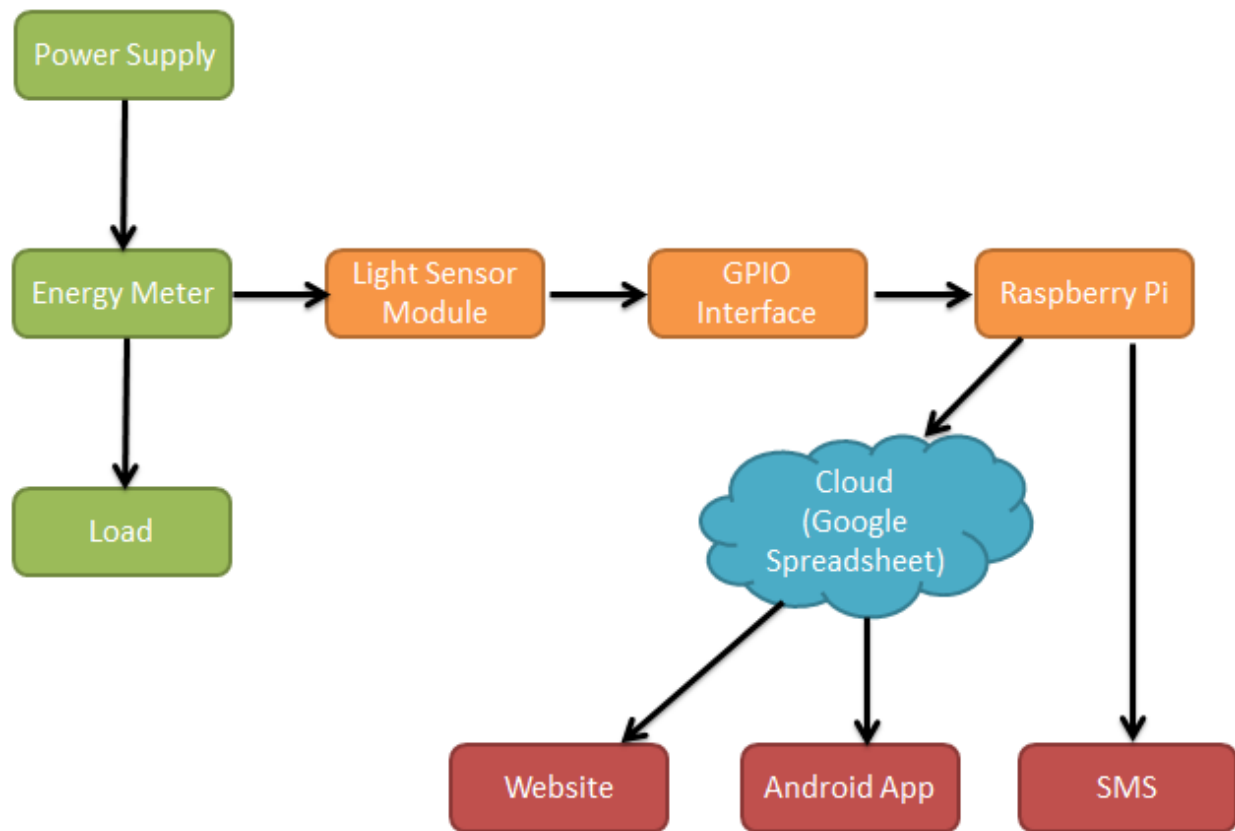 Power Supply
Energy Meter
Light Sensor
Module
GPIO
Interface
Raspberry Pi
Load
Cloud
(Google
Spreadsheet)
Website
Android App
SMS